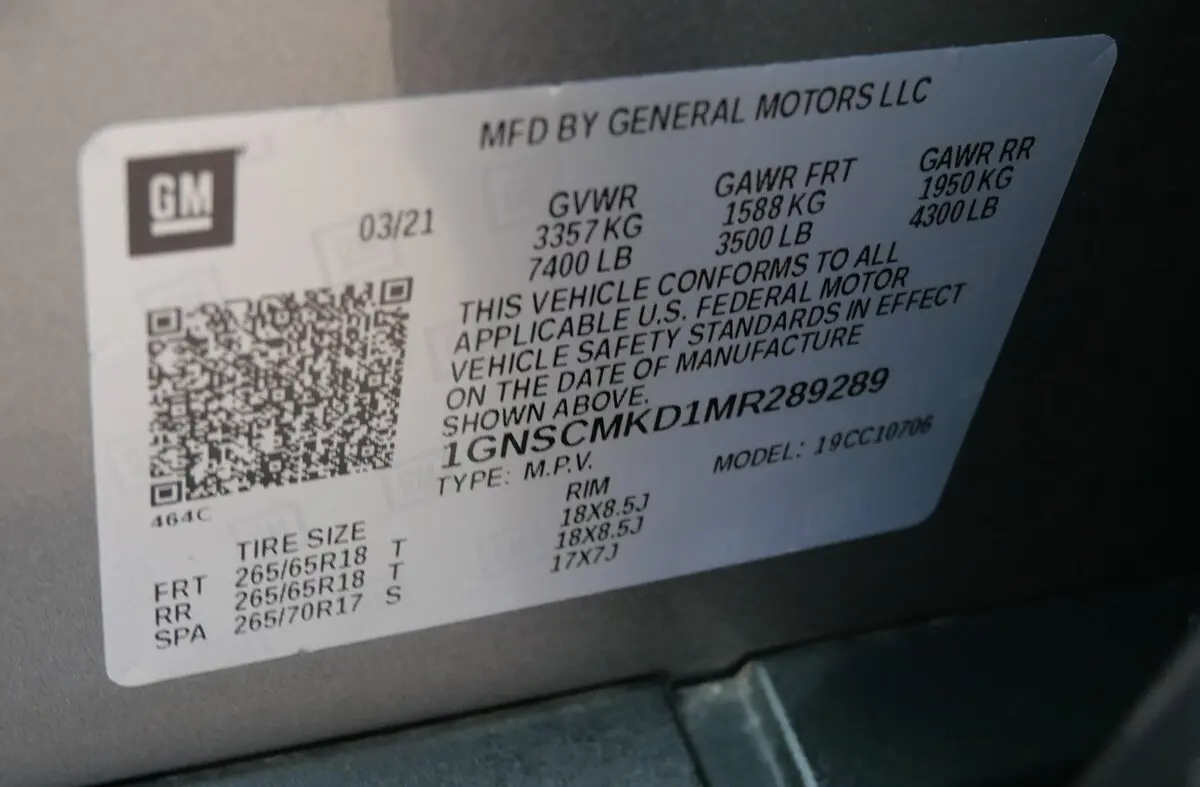 MFD BY GENERAL MOTORS LLC
GM
03/21
GVWR GAWR FRT GAWR RR
3357 KG 1588 KG 1950 KG
7400 LB 3500 LB 4300 LB
THIS VEHICLE CONFORMS TO ALL
APPLICABLE U.S. FEDERAL MOTOR
VEHICLE SAFETY STANDARDS IN EFFECT
ON THE DATE OF MANUFACTURE
SHOWN ABOVE.
1GNSCMKD1MR289289
TYPE: M.P.V. MODEL: 19CC10706
464C
TIRE SIZE RIM
FRT 265/65R18 T 18X8.5J
RR 265/65R18 T 18X8.5J
SPA 265/70R17 S 17X7J